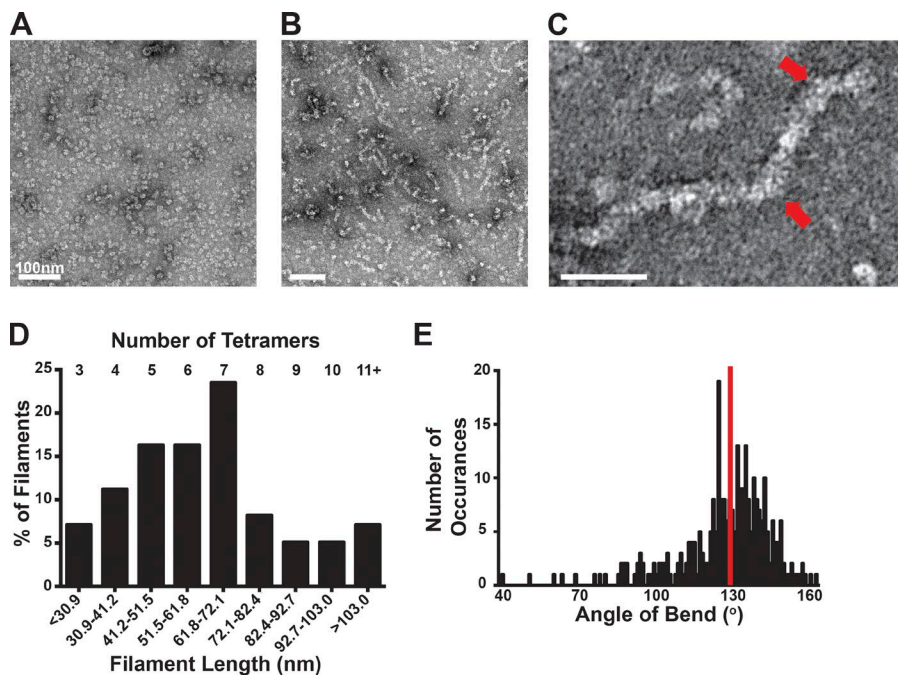 A
B
C
100nm
D
Number of Tetramers
3 4 5 6 7 8 9 10 11+
25
20
15
10
5
0
% of Filaments
<30.9
30.9-41.2
41.2-51.5
51.5-61.8
61.8-72.1
72.1-82.4
82.4-92.7
92.7-103.0
>103.0
Filament Length (nm)
E
20
15
10
5
0
Number of
Occurances
40 70 100 130 160
Angle of Bend (o)